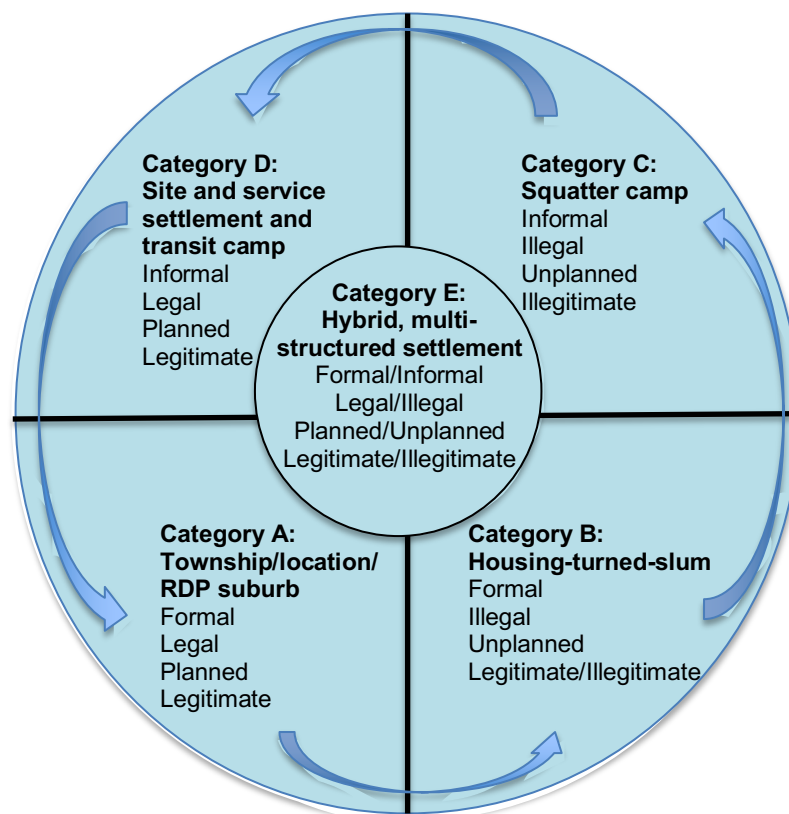 Category D:
Site and service
settlement and
transit camp
Informal
Legal
Planned
Legitimate
Category C:
Squatter camp
Informal
Illegal
Unplanned
Illegitimate
Category E:
Hybrid, multi-
structured settlement
Formal/Informal
Legal/Illegal
Planned/Unplanned
Legitimate/Illegitimate
Category A:
Township/location/
RDP suburb
Formal
Legal
Planned
Legitimate
Category B:
Housing-turned-slum
Formal
Illegal
Unplanned
Legitimate/Illegitimate